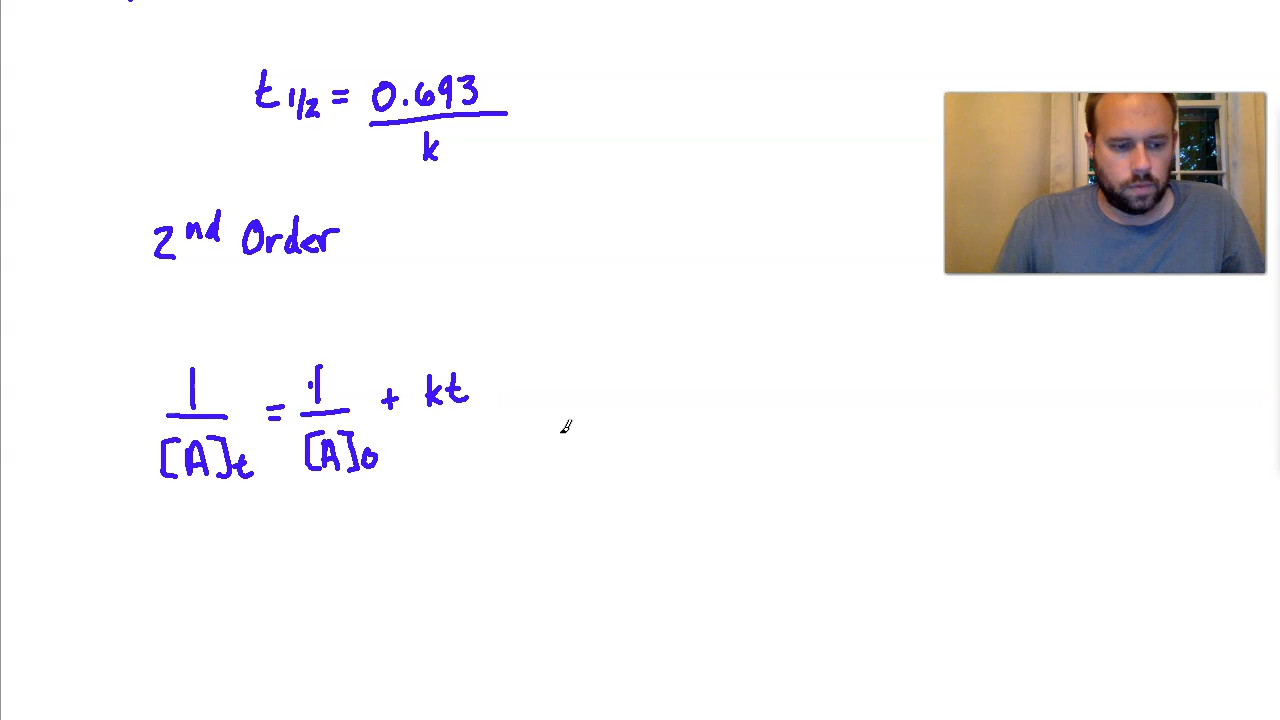 t 1/2 = 0.693 / k
2nd Order
1 / [A]t = 1 / [A]0 + kt